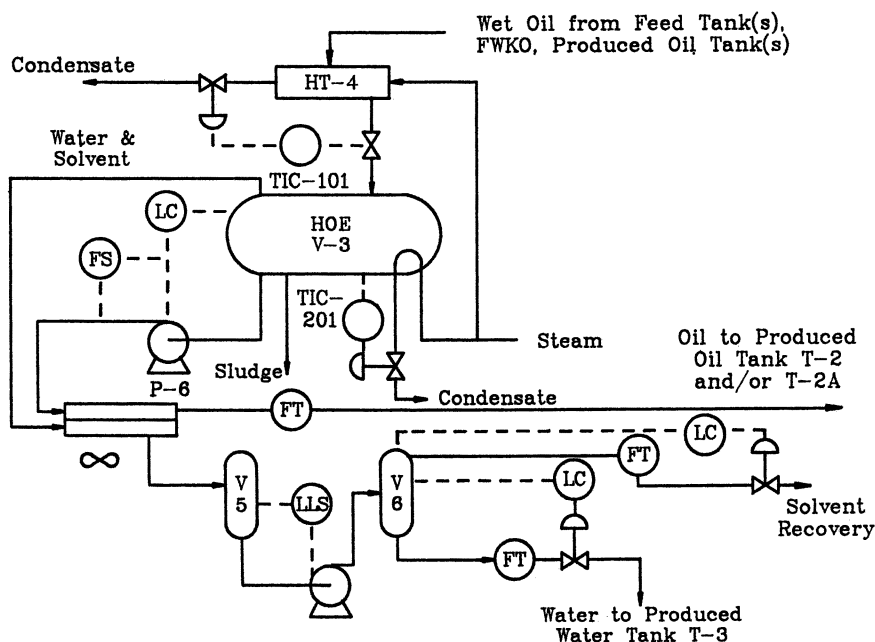 Wet Oil from Feed Tank(s),
FWKO, Produced Oil Tank(s)
Condensate
HT-4
Water &
Solvent
TIC-101
LC
HOE
V-3
FS
TIC-
201
Steam
Oil to Produced
Oil Tank T-2
and/or T-2A
Sludge
P-6
Condensate
FT
LC
V
5
LLS
V
6
LC
FT
Solvent
Recovery
FT
Water to Produced
Water Tank T-3